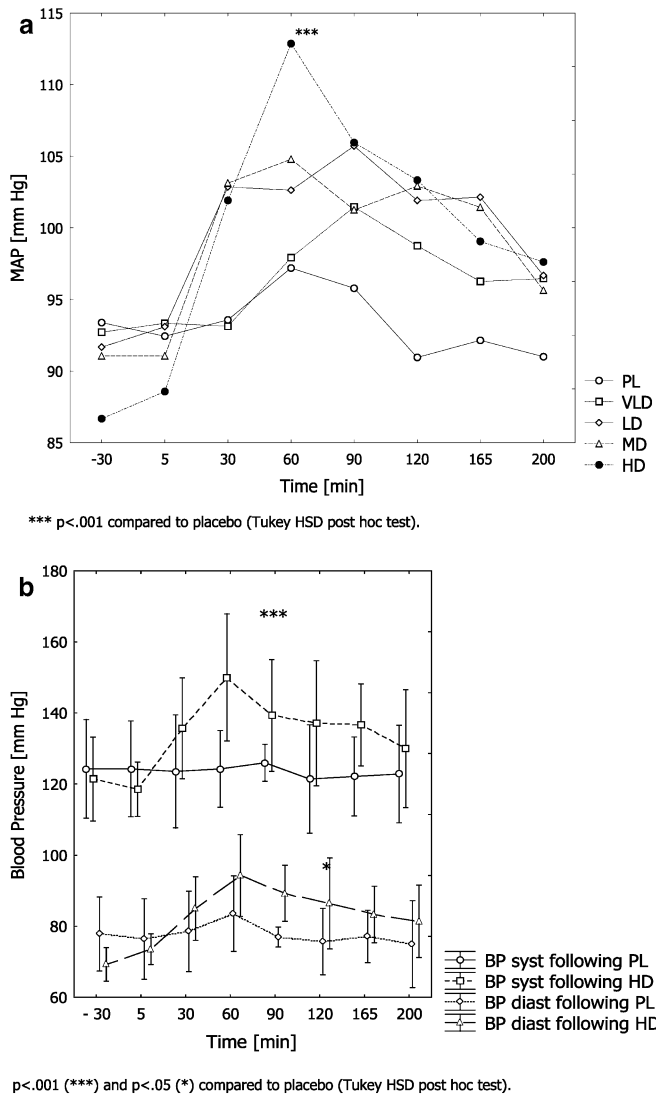 a
115
***
110
105
100
95
90
85
MAP [mm Hg]
-30 5 30 60 90 120 165 200
Time [min]
PL
VLD
LD
MD
HD
*** p<.001 compared to placebo (Tukey HSD post hoc test).
b
180
***
160
140
120
100
*
80
60
Blood Pressure [mm Hg]
- 30 5 30 60 90 120 165 200
Time [min]
BP syst following PL
BP syst following HD
BP diast following PL
BP diast following HD
p<.001 (***) and p<.05 (*) compared to placebo (Tukey HSD post hoc test).